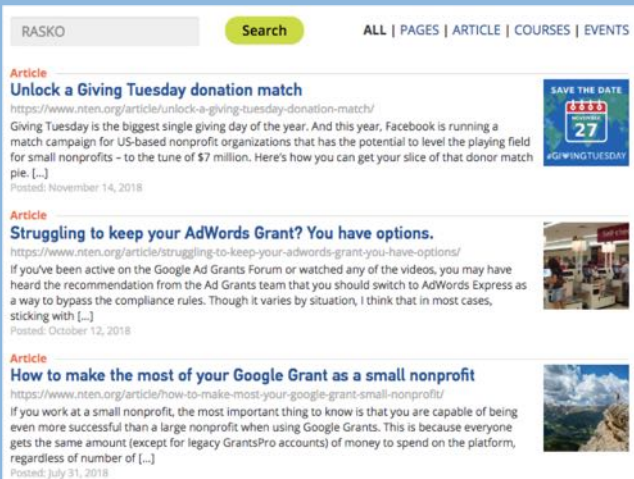 RASKO
Search
ALL | PAGES | ARTICLE | COURSES | EVENTS
Article
Unlock a Giving Tuesday donation match
https://www.nten.org/article/unlock-a-giving-tuesday-donation-match/
Giving Tuesday is the biggest single giving day of the year. And this year, Facebook is running a
match campaign for US-based nonprofit organizations that has the potential to level the playing field
for small nonprofits – to the tune of $7 million. Here's how you can get your slice of that donor match
pie. [...]
Posted: November 14, 2018
SAVE THE DATE
NOVEMBER
27
#GIVINGTUESDAY
Article
Struggling to keep your AdWords Grant? You have options.
https://www.nten.org/article/struggling-to-keep-your-adwords-grant-you-have-options/
If you've been active on the Google Ad Grants Forum or watched any of the videos, you may have
heard the recommendation from the Ad Grants team that you should switch to AdWords Express as
a way to bypass the compliance rules. Though it varies by situation, I think that in most cases,
sticking with [...]
Posted: October 12, 2018
Article
How to make the most of your Google Grant as a small nonprofit
https://www.nten.org/article/how-to-make-most-your-google-grant-small-nonprofit/
If you work at a small nonprofit, the most important thing to know is that you are capable of being
even more successful than a large nonprofit when using Google Grants. This is because everyone
gets the same amount (except for legacy GrantsPro accounts) of money to spend on the platform,
regardless of number of [...]
Posted: July 31, 2018